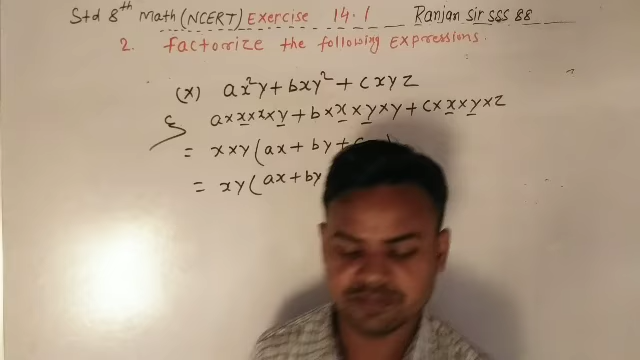 Std 8th Math (NCERT) Exercise 14.1 Ranjan sir SSS 88
2. Factorize the following Expressions.
(x) ax²y + bxy² + cxyz
a×x×x×y + b×x×y×y + c×x×y×z
= x×y (ax + by +
= xy (ax + by